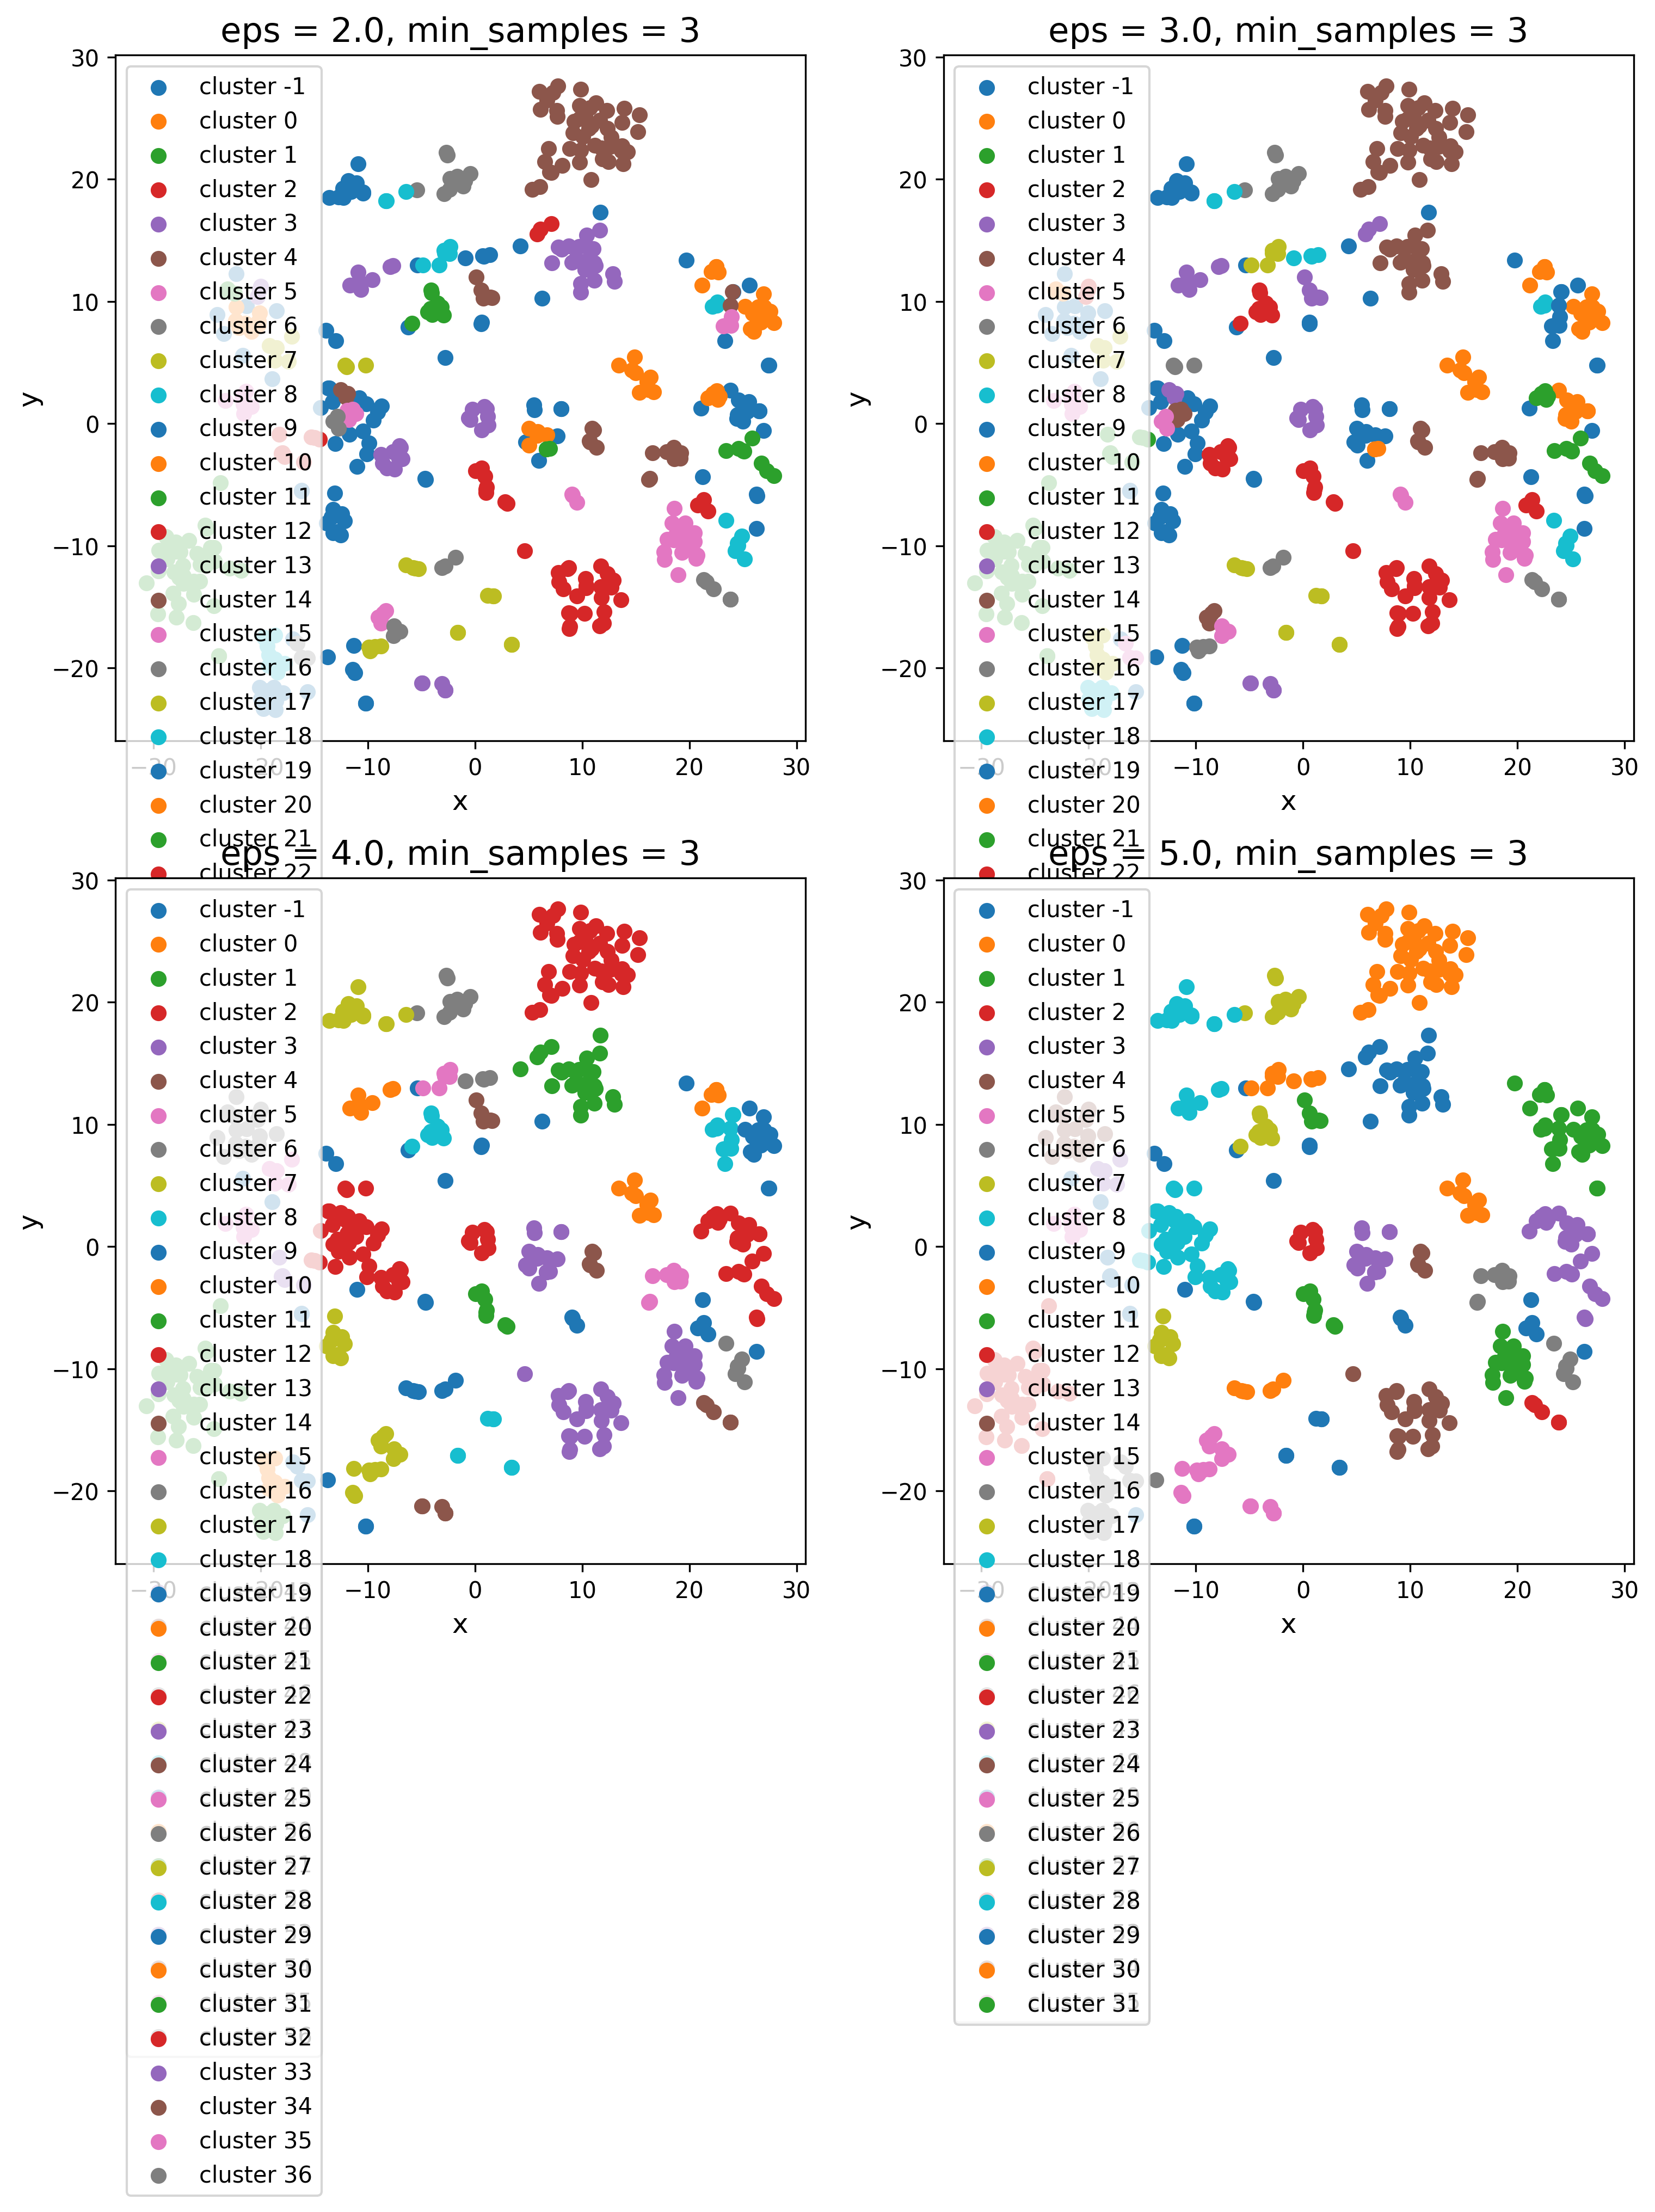 eps = 2.0, min_samples = 3
30
20
10
0
−10
−20
y
cluster -1
cluster 0
cluster 1
cluster 2
cluster 3
cluster 4
cluster 5
cluster 6
cluster 7
cluster 8
cluster 9
cluster 10
cluster 11
cluster 12
cluster 13
cluster 14
cluster 15
cluster 16
cluster 17
cluster 18
cluster 19
cluster 20
cluster 21
cluster 22
−10
0
10
20
30
x
eps = 3.0, min_samples = 3
30
20
10
0
−10
−20
y
cluster -1
cluster 0
cluster 1
cluster 2
cluster 3
cluster 4
cluster 5
cluster 6
cluster 7
cluster 8
cluster 9
cluster 10
cluster 11
cluster 12
cluster 13
cluster 14
cluster 15
cluster 16
cluster 17
cluster 18
cluster 19
cluster 20
cluster 21
cluster 22
−10
0
10
20
30
x
eps = 4.0, min_samples = 3
30
20
10
0
−10
−20
y
cluster -1
cluster 0
cluster 1
cluster 2
cluster 3
cluster 4
cluster 5
cluster 6
cluster 7
cluster 8
cluster 9
cluster 10
cluster 11
cluster 12
cluster 13
cluster 14
cluster 15
cluster 16
cluster 17
cluster 18
cluster 19
cluster 20
cluster 21
cluster 22
cluster 23
cluster 24
cluster 25
cluster 26
cluster 27
cluster 28
cluster 29
cluster 30
cluster 31
cluster 32
cluster 33
cluster 34
cluster 35
cluster 36
−10
0
10
20
30
x
eps = 5.0, min_samples = 3
30
20
10
0
−10
−20
y
cluster -1
cluster 0
cluster 1
cluster 2
cluster 3
cluster 4
cluster 5
cluster 6
cluster 7
cluster 8
cluster 9
cluster 10
cluster 11
cluster 12
cluster 13
cluster 14
cluster 15
cluster 16
cluster 17
cluster 18
cluster 19
cluster 20
cluster 21
cluster 22
cluster 23
cluster 24
cluster 25
cluster 26
cluster 27
cluster 28
cluster 29
cluster 30
cluster 31
−10
0
10
20
30
x